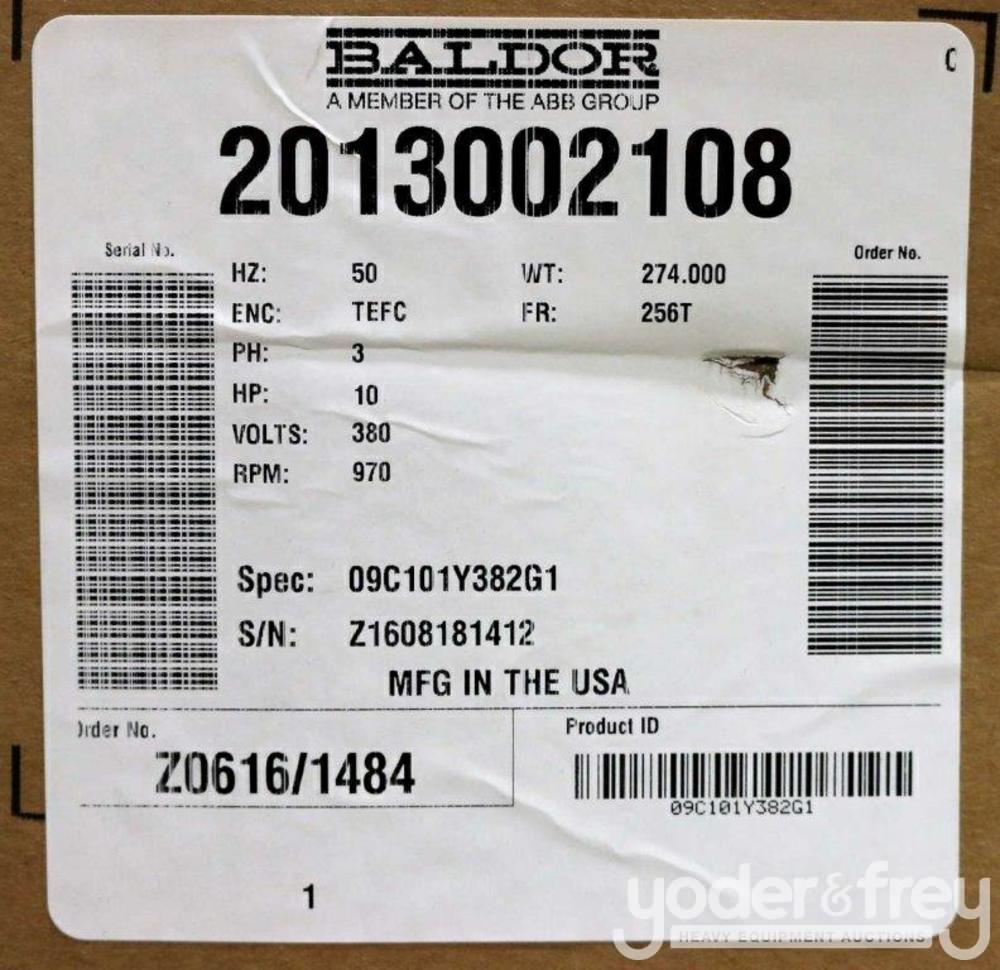 BALDOR
A MEMBER OF THE ABB GROUP
C
2013002108
Serial No.
Order No.
HZ: 50 WT: 274.000
ENC: TEFC FR: 256T
PH: 3
HP: 10
VOLTS: 380
RPM: 970
Spec: 09C101Y382G1
S/N: Z1608181412
MFG IN THE USA
Order No.
Z0616/1484
Product ID
09C101Y382G1
1
yoder&frey
HEAVY EQUIPMENT AUCTIONS